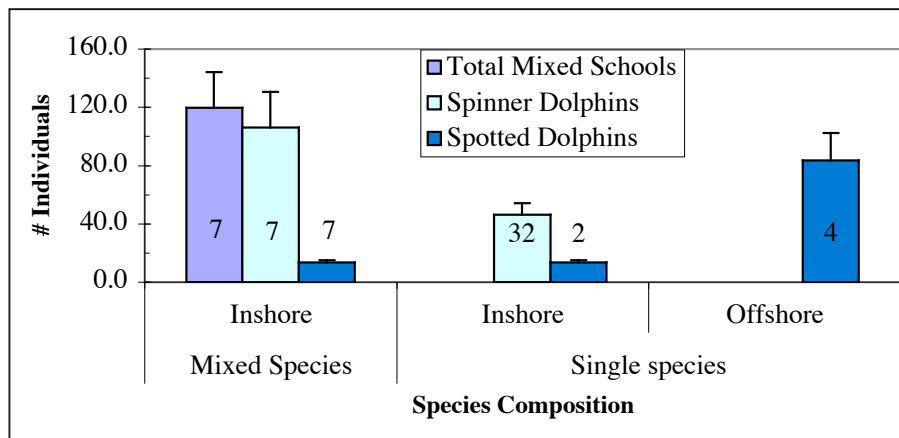 # Individuals
160.0
120.0
80.0
40.0
0.0
Total Mixed Schools
Spinner Dolphins
Spotted Dolphins
7
7
7
32
2
4
Inshore
Inshore
Offshore
Mixed Species
Single species
Species Composition